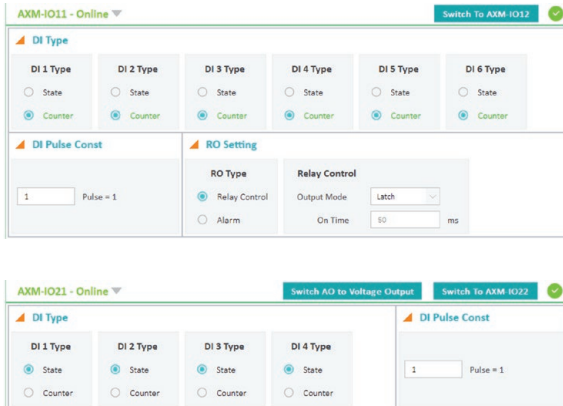 AXM-IO11 - Online Switch To AXM-IO12
DI Type
DI 1 Type DI 2 Type DI 3 Type DI 4 Type DI 5 Type DI 6 Type
State State State State State State
Counter Counter Counter Counter Counter Counter
DI Pulse Const RO Setting
RO Type Relay Control
1 Pulse = 1 Relay Control Output Mode Latch
Alarm On Time 50 ms
AXM-IO21 - Online Switch AO to Voltage Output Switch To AXM-IO22
DI Type DI Pulse Const
DI 1 Type DI 2 Type DI 3 Type DI 4 Type
State State State State 1 Pulse = 1
Counter Counter Counter Counter